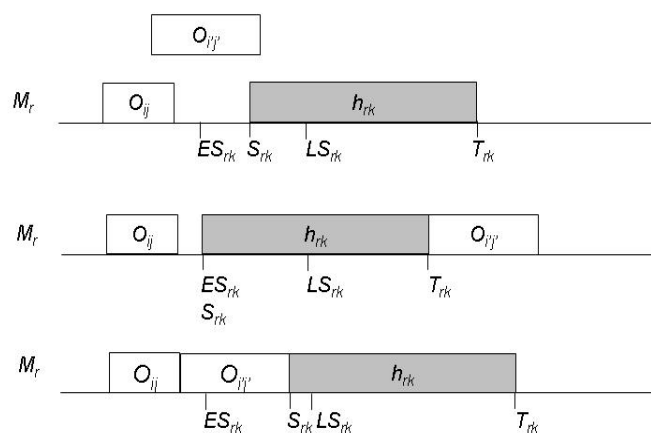 O_{i'j'}
M_r O_{ij} h_{rk}
ES_{rk} S_{rk} LS_{rk} T_{rk}
M_r O_{ij} h_{rk} O_{i'j'}
ES_{rk} LS_{rk} T_{rk}
S_{rk}
M_r O_{ij} O_{i'j'} h_{rk}
ES_{rk} S_{rk} LS_{rk} T_{rk}